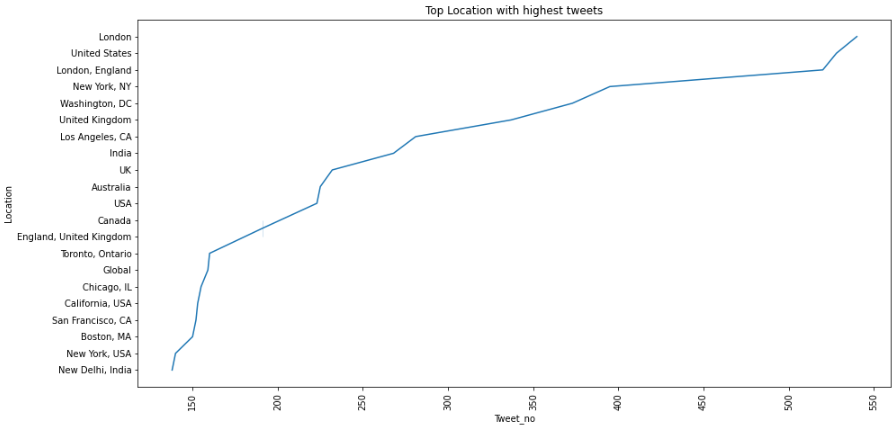 Top Location with highest tweets
London
United States
London, England
New York, NY
Washington, DC
United Kingdom
Los Angeles, CA
India
UK
Australia
USA
Canada
England, United Kingdom
Toronto, Ontario
Global
Chicago, IL
California, USA
San Francisco, CA
Boston, MA
New York, USA
New Delhi, India
Location
150 200 250 300 350 400 450 500 550
Tweet_no